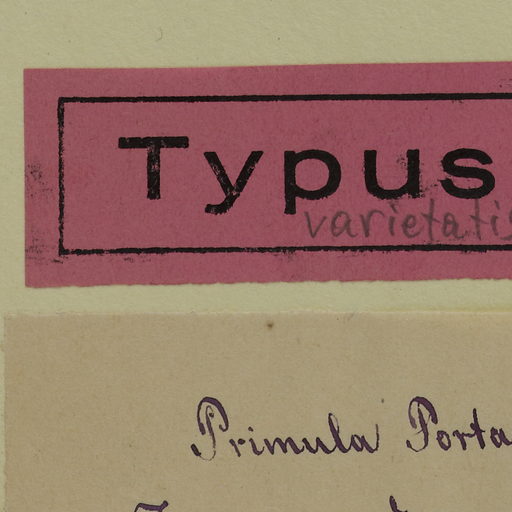 Typus
varietatis
Primula Porta